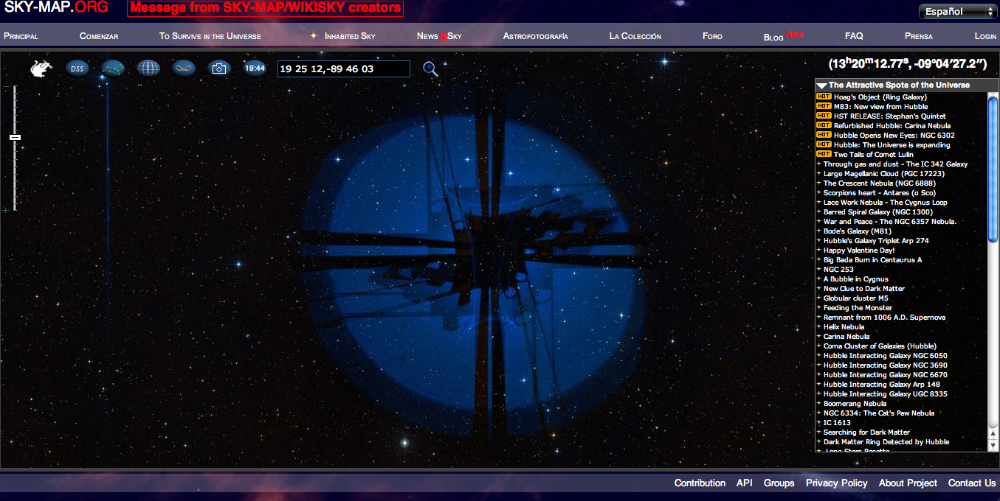 SKY-MAP.ORG
Message from SKY-MAP/WIKISKY creators
Español
Principal Comenzar To Survive in the Universe Inhabited Sky News@Sky Astrofotografía La Colección Foro Blog New! FAQ Prensa Login
DSS
19:44
19 25 12,-89 46 03
(13h20m12.77s, -09°04'27.2")
The Attractive Spots of the Universe
HOT Hoag's Object (Ring Galaxy)
HOT M83: New view from Hubble
HOT HST RELEASE: Stephan's Quintet
HOT Refurbished Hubble: Carina Nebula
HOT Hubble Opens New Eyes: NGC 6302
HOT Hubble: The Universe is expanding
HOT Two Tails of Comet Lulin
+ Through gas and dust - The IC 342 Galaxy
+ Large Magellanic Cloud (PGC 17223)
+ The Crescent Nebula (NGC 6888)
+ Scorpions heart - Antares (α Sco)
+ Lace Work Nebula - The Cygnus Loop
+ Barred Spiral Galaxy (NGC 1300)
+ War and Peace - The NGC 6357 Nebula.
+ Bode's Galaxy (M81)
+ Hubble's Galaxy Triplet Arp 274
+ Happy Valentine Day!
+ Big Bada Bum in Centaurus A
+ NGC 253
+ A Bubble in Cygnus
+ New Clue to Dark Matter
+ Globular cluster M5
+ Feeding the Monster
+ Remnant from 1006 A.D. Supernova
+ Helix Nebula
+ Carina Nebula
+ Coma Cluster of Galaxies (Hubble)
+ Hubble Interacting Galaxy NGC 6050
+ Hubble Interacting Galaxy NGC 3690
+ Hubble Interacting Galaxy NGC 6670
+ Hubble Interacting Galaxy Arp 148
+ Hubble Interacting Galaxy UGC 8335
+ Boomerang Nebula
+ NGC 6334: The Cat's Paw Nebula
+ IC 1613
+ Searching for Dark Matter
+ Dark Matter Ring Detected by Hubble
Contribution API Groups Privacy Policy About Project Contact Us